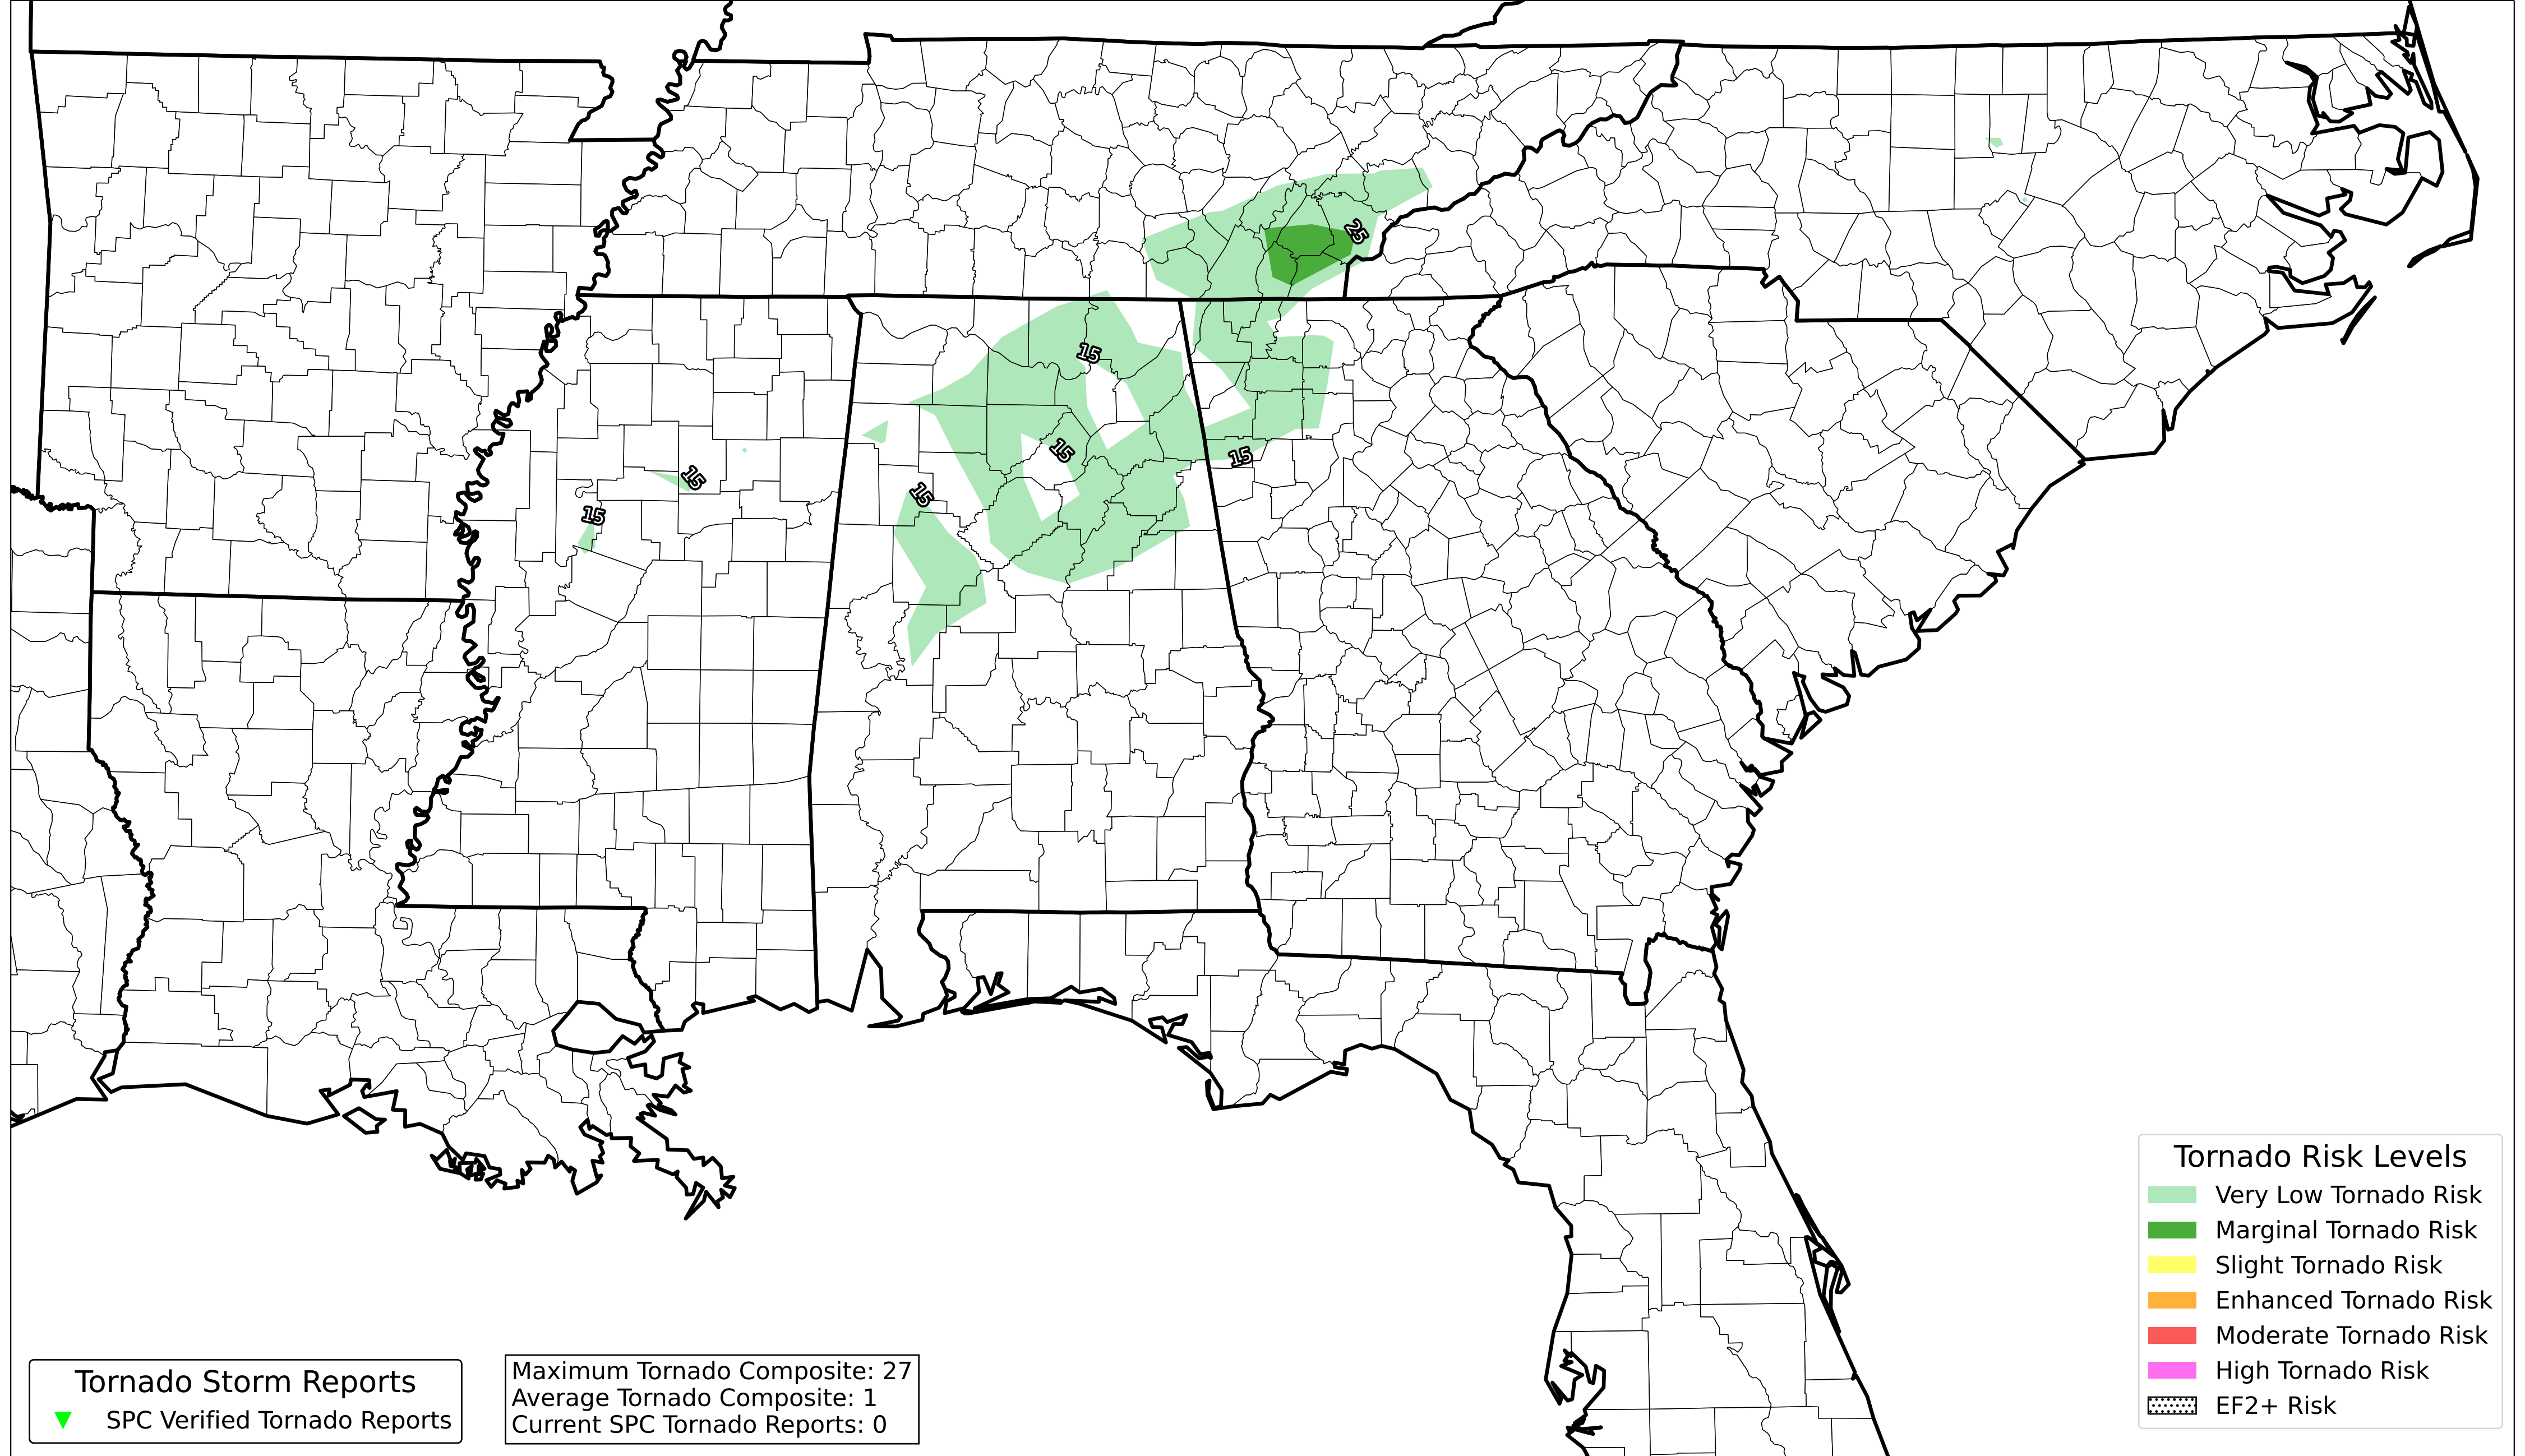 25
15
15
15
15
15
15
Tornado Risk Levels
Very Low Tornado Risk
Marginal Tornado Risk
Slight Tornado Risk
Enhanced Tornado Risk
Moderate Tornado Risk
High Tornado Risk
EF2+ Risk
Tornado Storm Reports
SPC Verified Tornado Reports
Maximum Tornado Composite: 27
Average Tornado Composite: 1
Current SPC Tornado Reports: 0